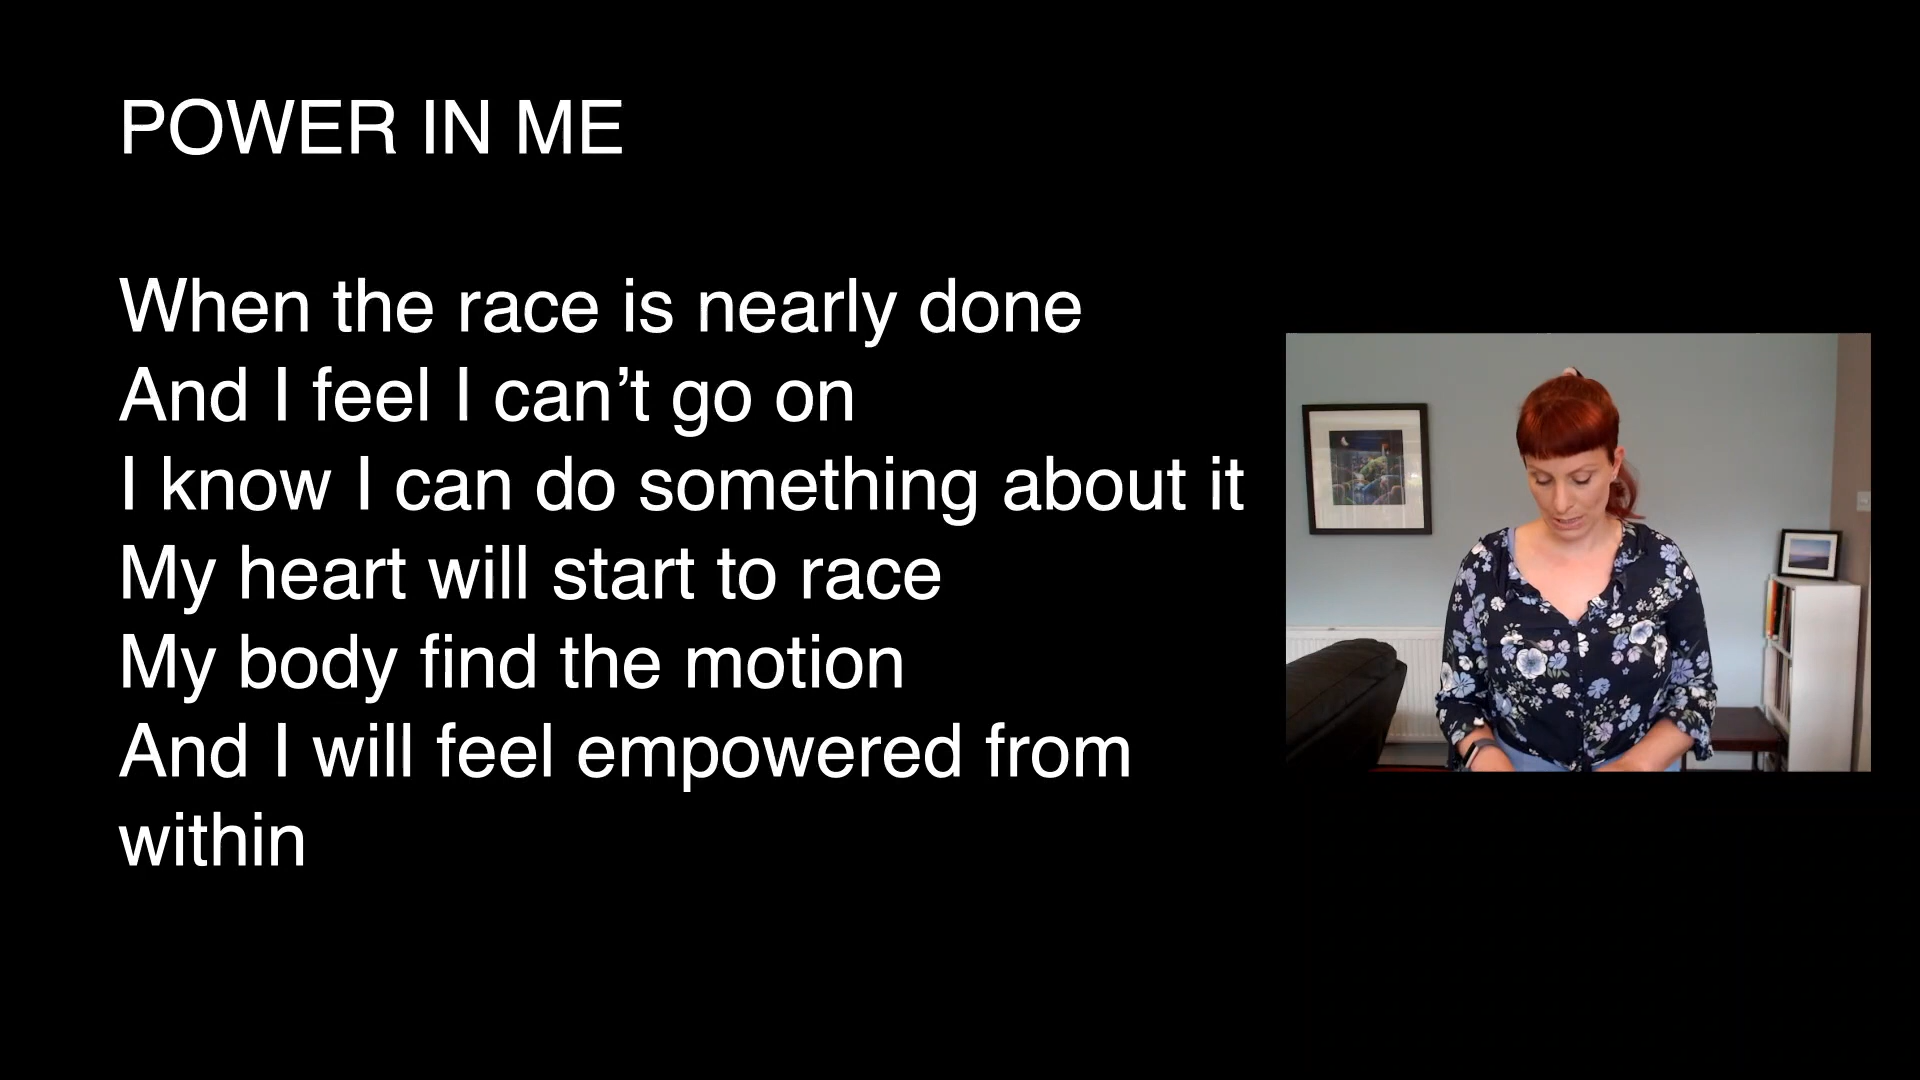 POWER IN ME
When the race is nearly done
And I feel I can’t go on
I know I can do something about it
My heart will start to race
My body find the motion
And I will feel empowered from
within